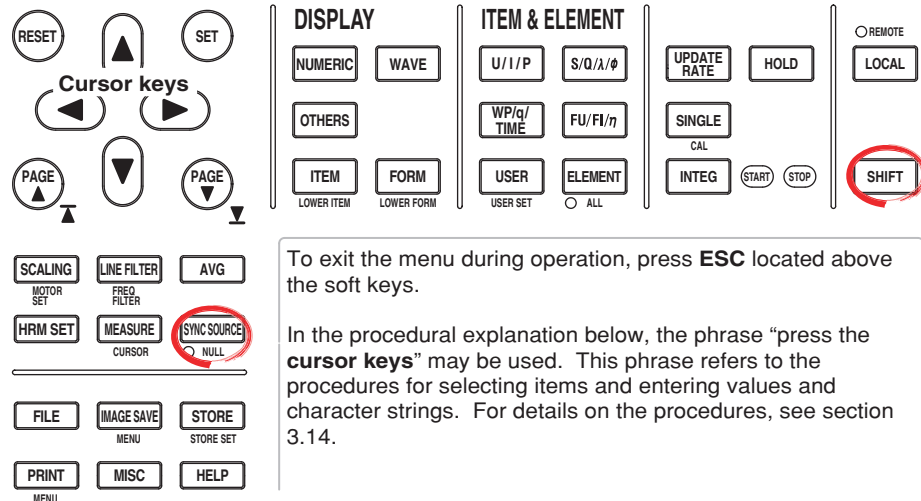 RESET
SET
Cursor keys
PAGE
PAGE
DISPLAY
NUMERIC
WAVE
OTHERS
ITEM
FORM
LOWER ITEM
LOWER FORM
ITEM & ELEMENT
U/I/P
S/Q/λ/ø
WP/q/
TIME
FU/FI/η
USER
ELEMENT
USER SET
ALL
UPDATE
RATE
HOLD
SINGLE
CAL
INTEG
START
STOP
REMOTE
LOCAL
SHIFT
SCALING
LINE FILTER
AVG
MOTOR
SET
FREQ
FILTER
HRM SET
MEASURE
SYNC SOURCE
CURSOR
NULL
FILE
IMAGE SAVE
STORE
MENU
STORE SET
PRINT
MISC
HELP
MENU
To exit the menu during operation, press ESC located above
the soft keys.
In the procedural explanation below, the phrase “press the
cursor keys” may be used. This phrase refers to the
procedures for selecting items and entering values and
character strings. For details on the procedures, see section
3.14.